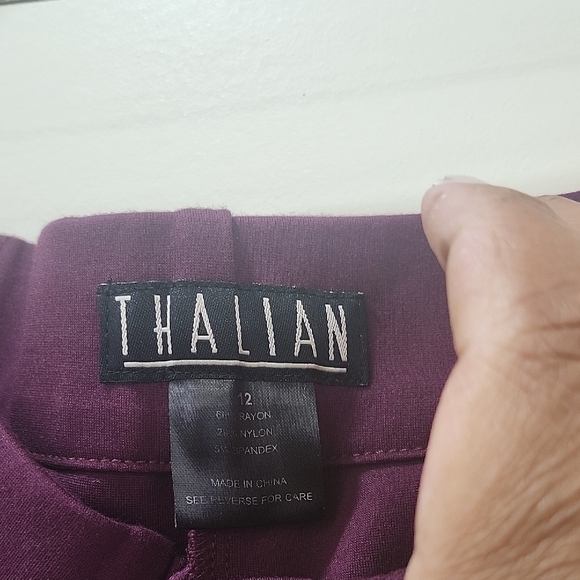 THALIAN
12
RAYON
NYLON
SPANDEX
MADE IN CHINA
SEE REVERSE FOR CARE